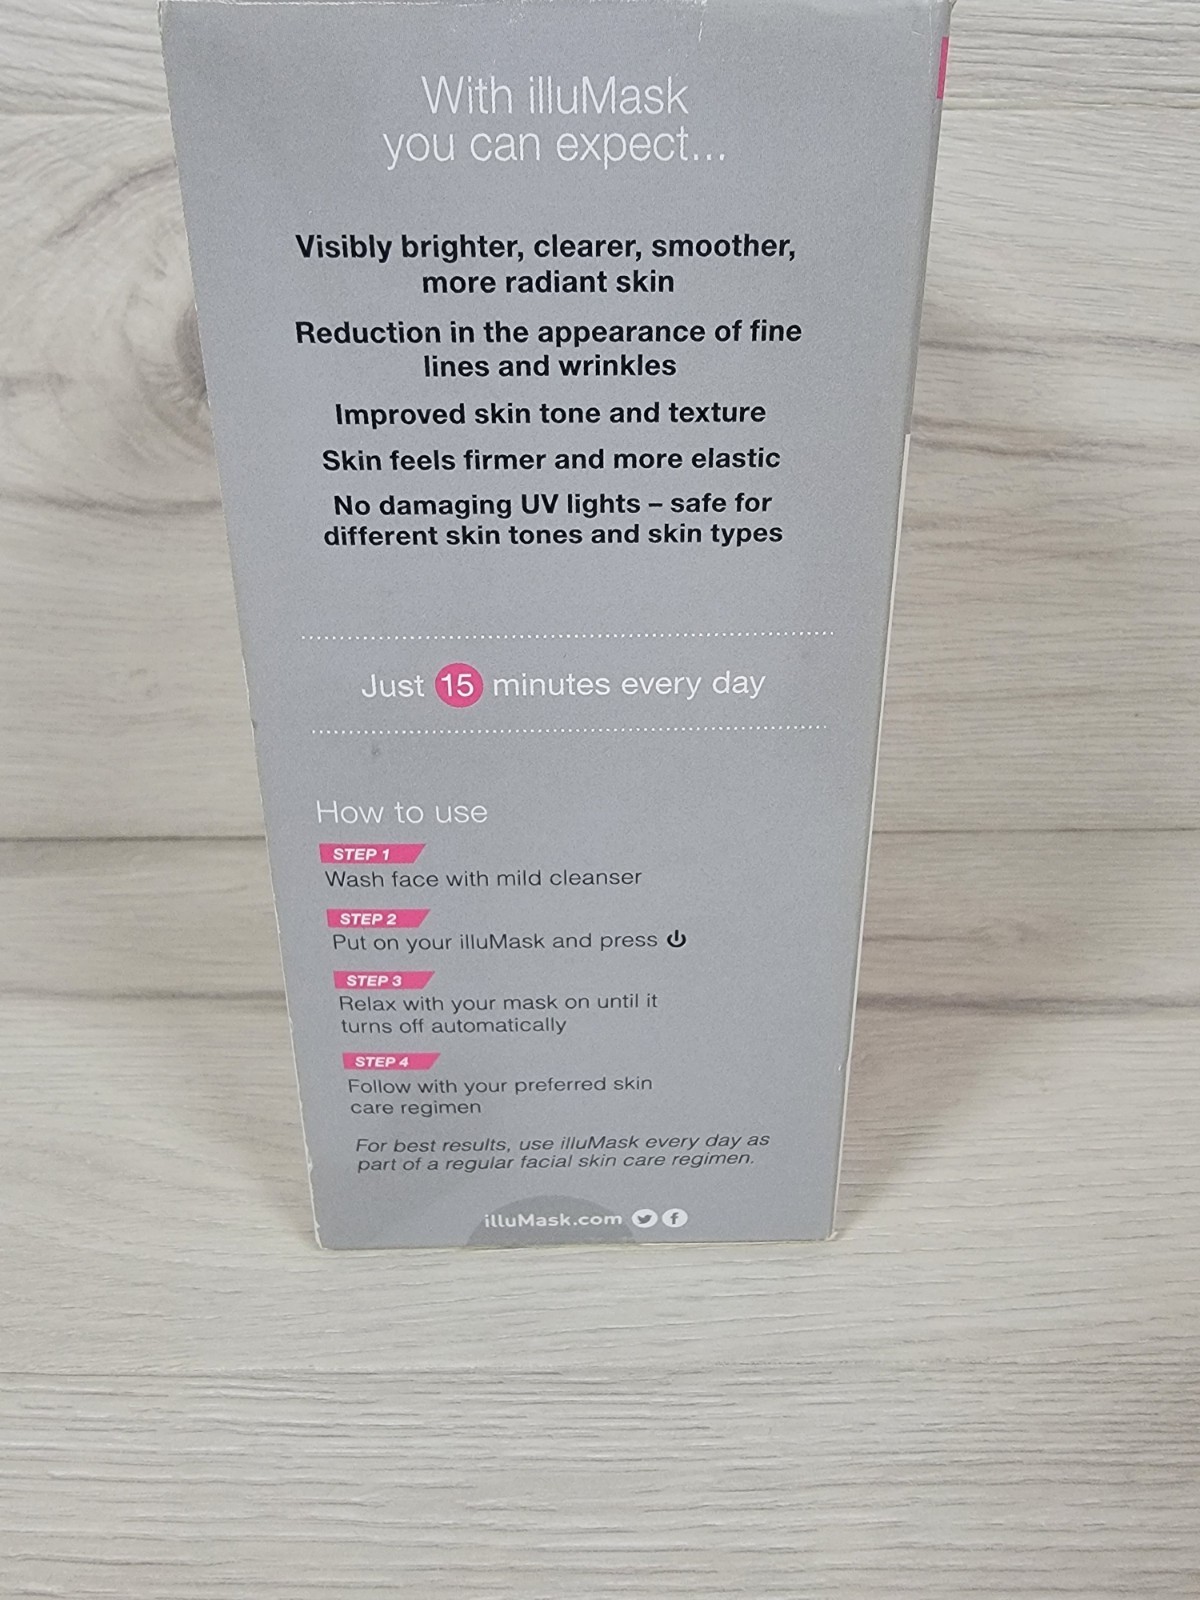 With illuMask
you can expect...
Visibly brighter, clearer, smoother,
more radiant skin
Reduction in the appearance of fine
lines and wrinkles
Improved skin tone and texture
Skin feels firmer and more elastic
No damaging UV lights – safe for
different skin tones and skin types
Just 15 minutes every day
How to use
STEP 1
Wash face with mild cleanser
STEP 2
Put on your illuMask and press
STEP 3
Relax with your mask on until it
turns off automatically
STEP 4
Follow with your preferred skin
care regimen
For best results, use illuMask every day as
part of a regular facial skin care regimen.
illuMask.com